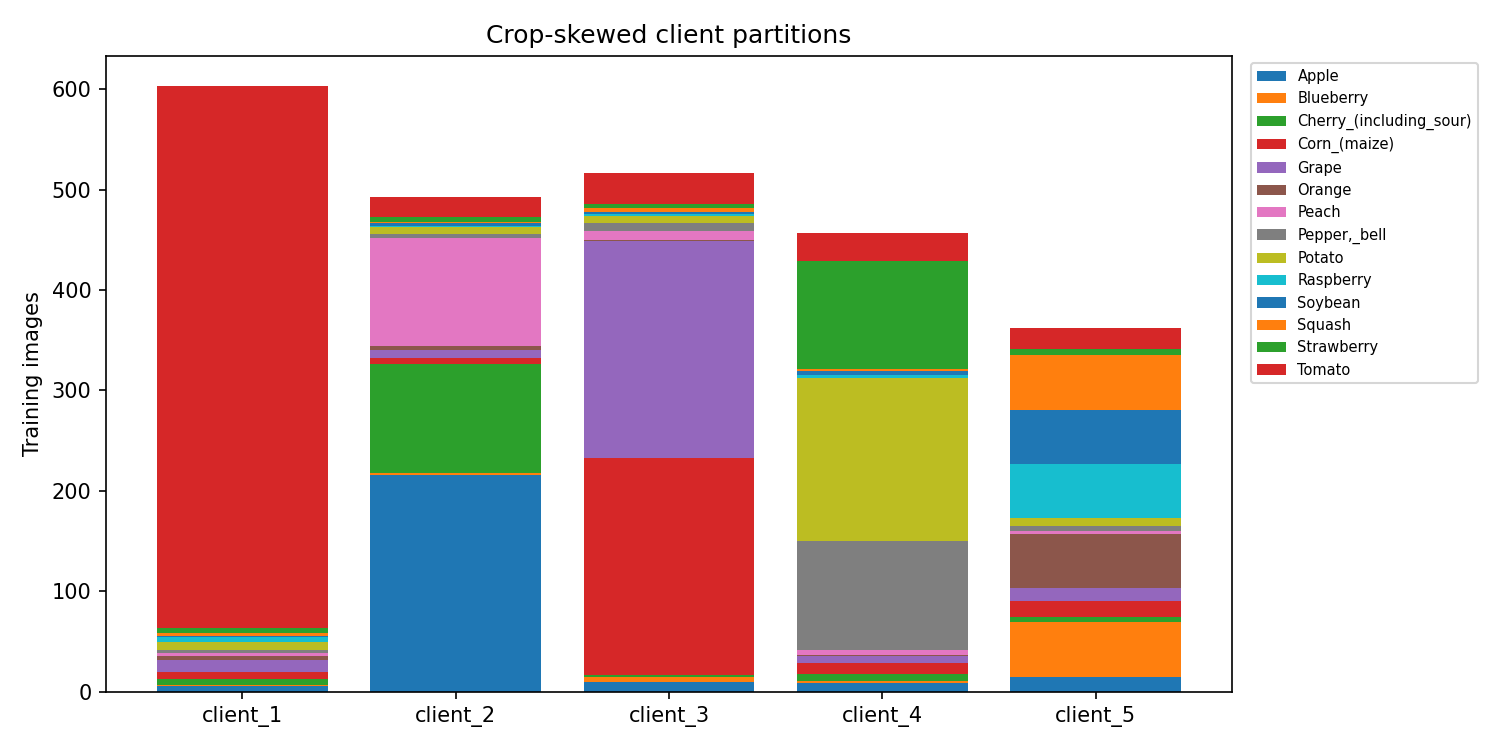 Crop-skewed client partitions
Training images
600
500
400
300
200
100
0
client_1
client_2
client_3
client_4
client_5
Apple
Blueberry
Cherry_(including_sour)
Corn_(maize)
Grape
Orange
Peach
Pepper,_bell
Potato
Raspberry
Soybean
Squash
Strawberry
Tomato